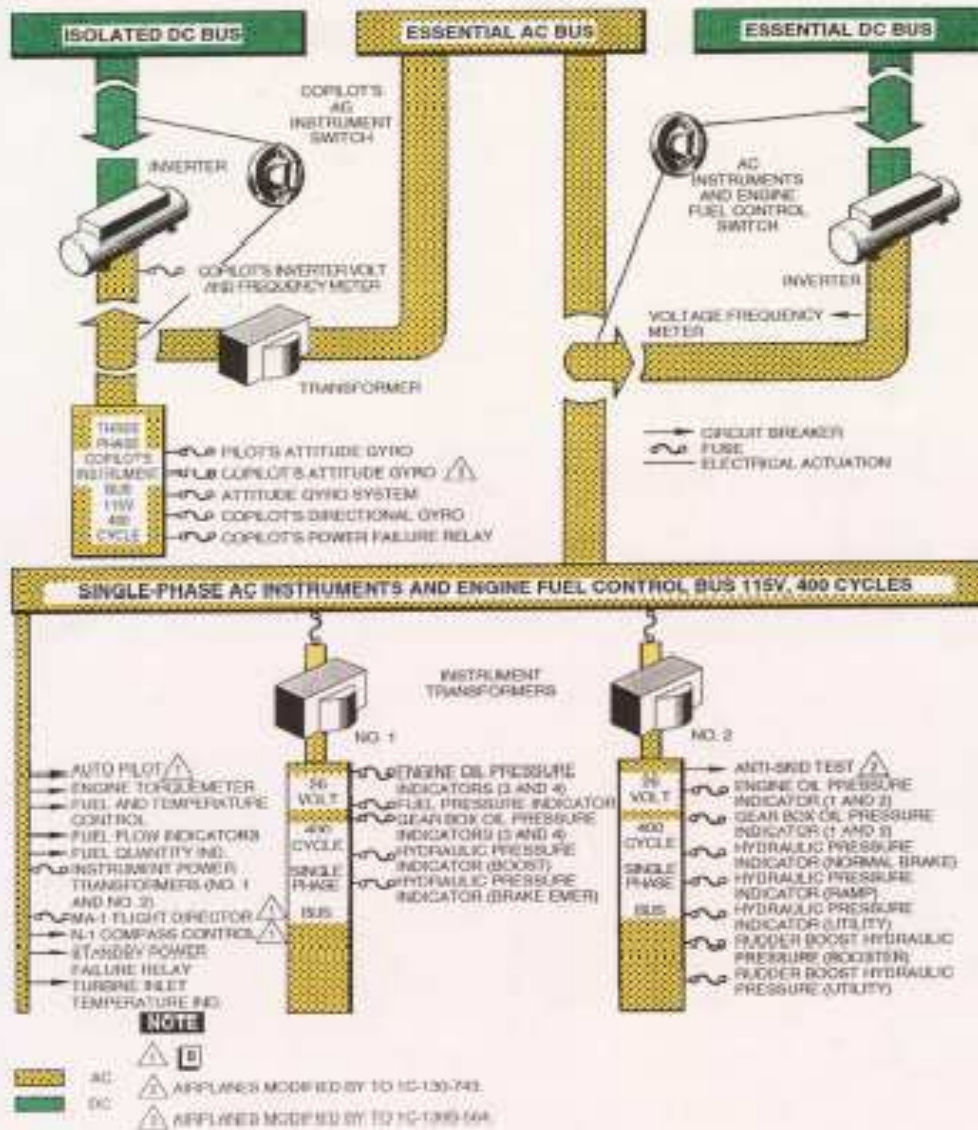 ISOLATED DC BUS
ESSENTIAL AC BUS
ESSENTIAL DC BUS
COPILOT'S
AC
INSTRUMENT
SWITCH
INVERTER
AC
INSTRUMENTS
AND ENGINE
FUEL CONTROL
SWITCH
INVERTER
COPILOT'S INVERTER VOLT
AND FREQUENCY METER
VOLTAGE FREQUENCY
METER
TRANSFORMER
THREE
PHASE
COPILOT'S
INSTRUMENT
BUS
115V
400
CYCLE
PILOT'S ATTITUDE GYRO
COPILOT'S ATTITUDE GYRO
ATTITUDE GYRO SYSTEM
COPILOT'S DIRECTIONAL GYRO
COPILOT'S POWER FAILURE RELAY
CIRCUIT BREAKER
FUSE
ELECTRICAL ACTUATION
SINGLE-PHASE AC INSTRUMENTS AND ENGINE FUEL CONTROL BUS 115V, 400 CYCLES
INSTRUMENT
TRANSFORMERS
NO. 1
NO. 2
AUTO PILOT 1
ENGINE TORQUEMETER
FUEL AND TEMPERATURE
CONTROL
FUEL FLOW INDICATORS
FUEL QUANTITY IND.
INSTRUMENT POWER
TRANSFORMERS (NO. 1
AND NO. 2)
MA-1 FLIGHT DIRECTOR
N-1 COMPASS CONTROL
STANDBY POWER
FAILURE RELAY
TURBINE INLET
TEMPERATURE IND.
26
VOLT
400
CYCLE
SINGLE
PHASE
BUS
ENGINE OIL PRESSURE
INDICATORS (3 AND 4)
FUEL PRESSURE INDICATOR
GEAR BOX OIL PRESSURE
INDICATORS (3 AND 4)
HYDRAULIC PRESSURE
INDICATOR (BOOST)
HYDRAULIC PRESSURE
INDICATOR (BRAKE EMER)
26
VOLT
400
CYCLE
SINGLE
PHASE
BUS
ANTI-SKID TEST
ENGINE OIL PRESSURE
INDICATOR (1 AND 2)
GEAR BOX OIL PRESSURE
INDICATOR (1 AND 2)
HYDRAULIC PRESSURE
INDICATOR (NORMAL BRAKE)
HYDRAULIC PRESSURE
INDICATOR (RAMP)
HYDRAULIC PRESSURE
INDICATOR (UTILITY)
RUDDER BOOST HYDRAULIC
PRESSURE (BOOSTER)
RUDDER BOOST HYDRAULIC
PRESSURE (UTILITY)
NOTE
1 B
AC
AIRPLANES MODIFIED BY TO 1C-130-743.
DC
AIRPLANES MODIFIED BY TO 1C-130B-564.